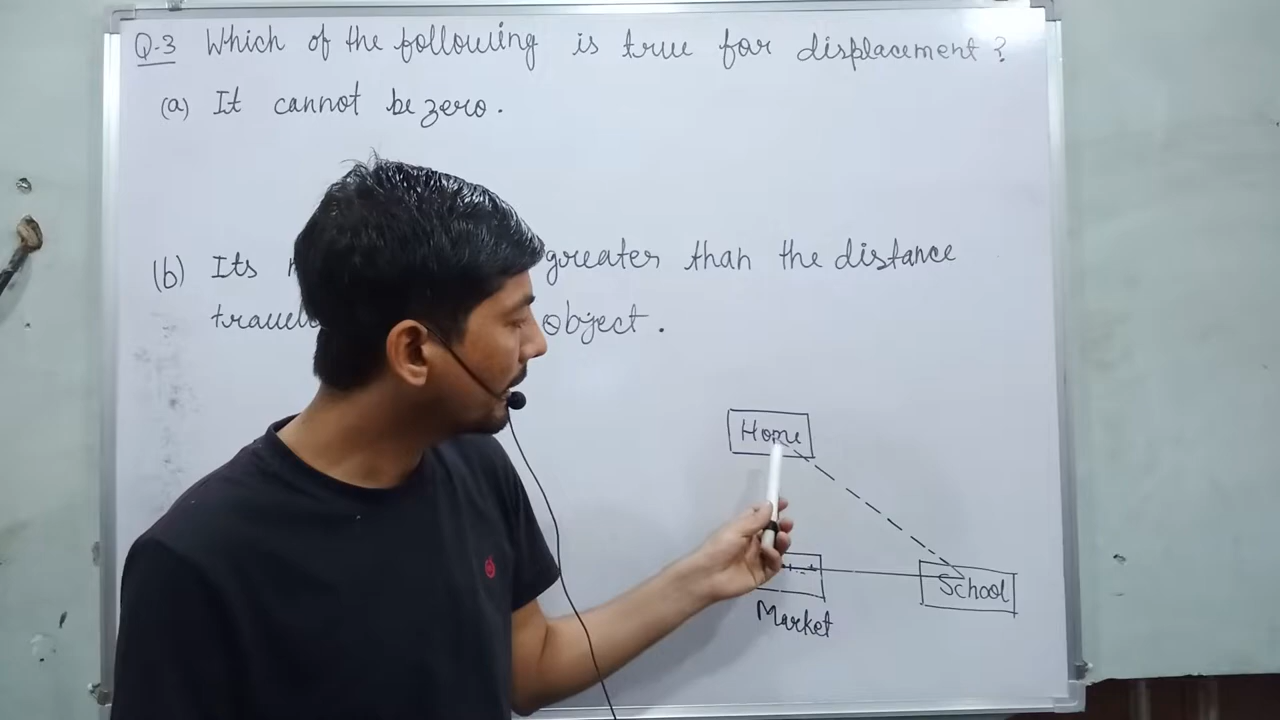 Q.3 Which of the following is true for displacement?
(a) It cannot be zero.
(b) Its greater than the distance
object.
Home
School
Market